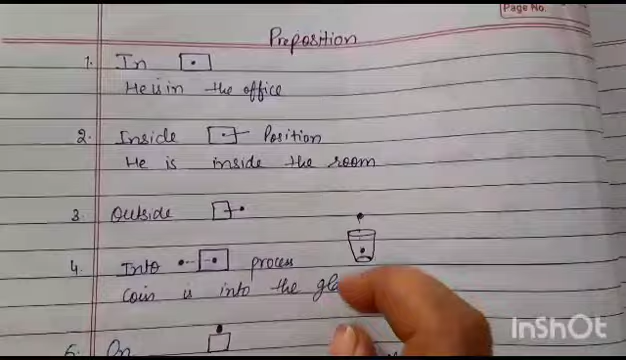 Page No.
Preposition
1. In
He is in the office
2. Inside Position
He is inside the room
3. Outside
4. Into process
Coin is into the
5. On
InShOt